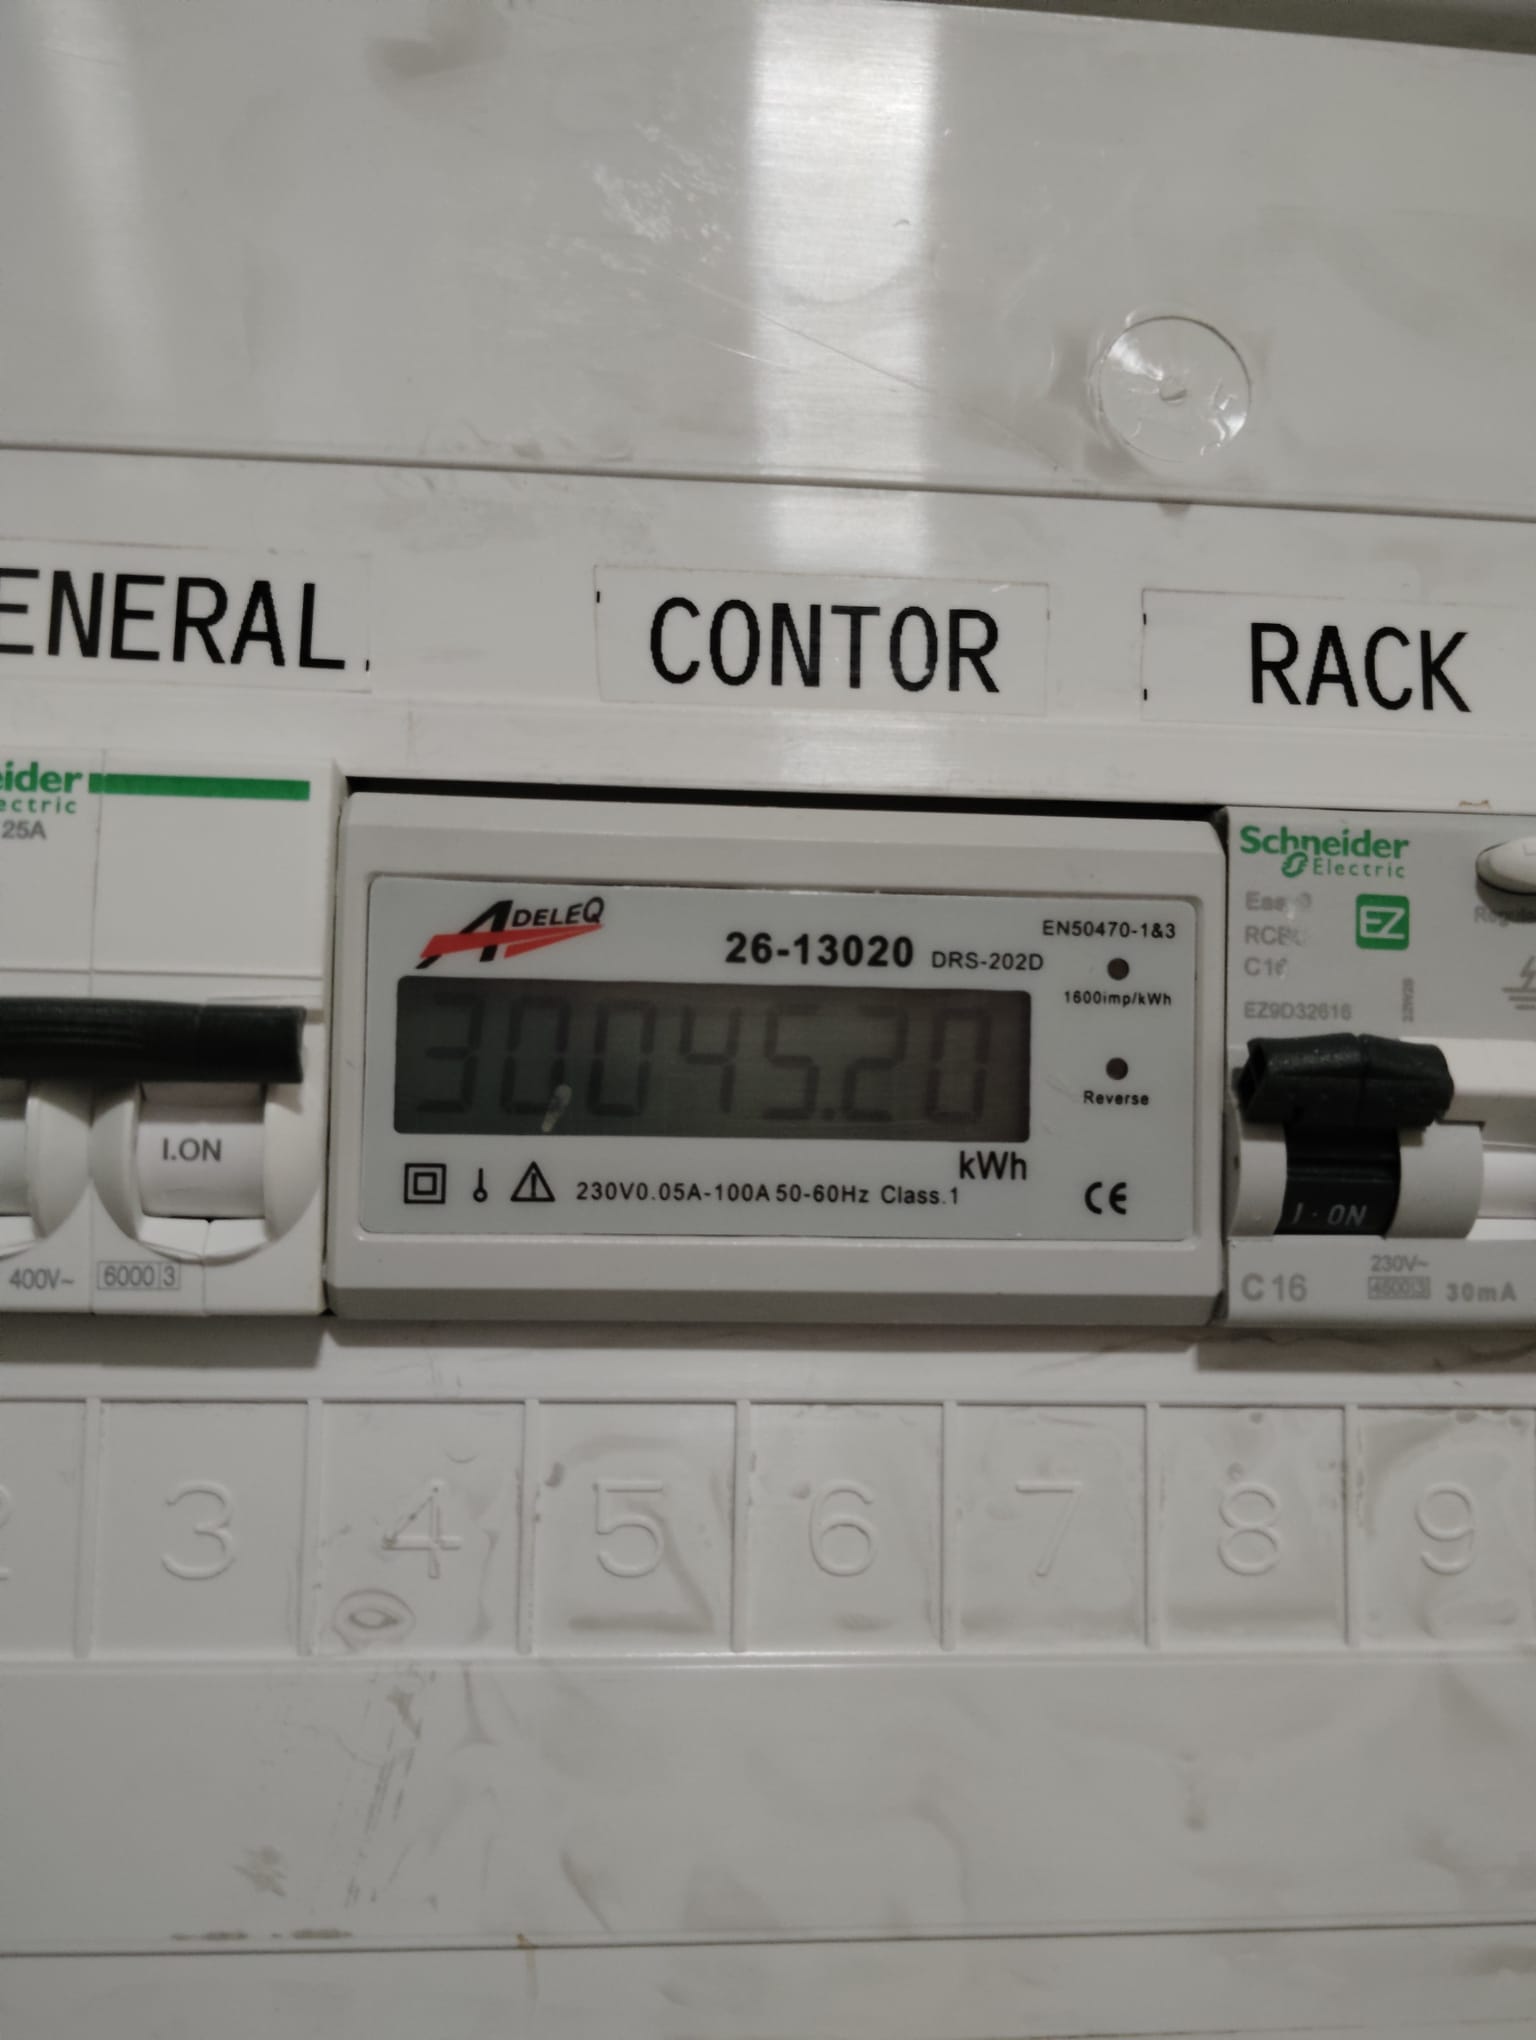 ENERAL
CONTOR
RACK
eider
ectric
25A
I.ON
400V~ 6000 3
ADELEQ
26-13020 DRS-202D
EN50470-1&3
1600imp/kWh
30045.20
Reverse
kWh
230V0.05A-100A 50-60Hz Class.1
CE
Schneider
Electric
EZ
C16
EZ9D32616
I·ON
C16
230V~
4500 3
30mA
3 4 5 6 7 8 9